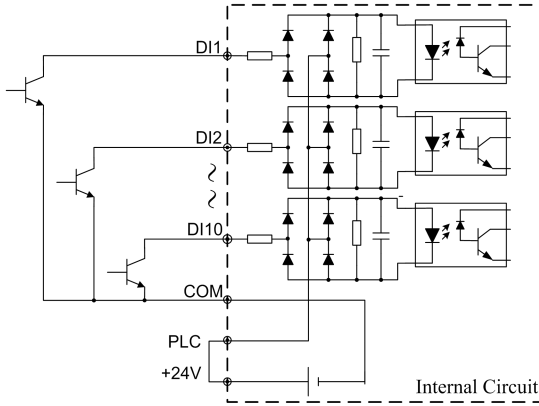 DI1
DI2
DI10
COM
PLC
+24V
Internal Circuit